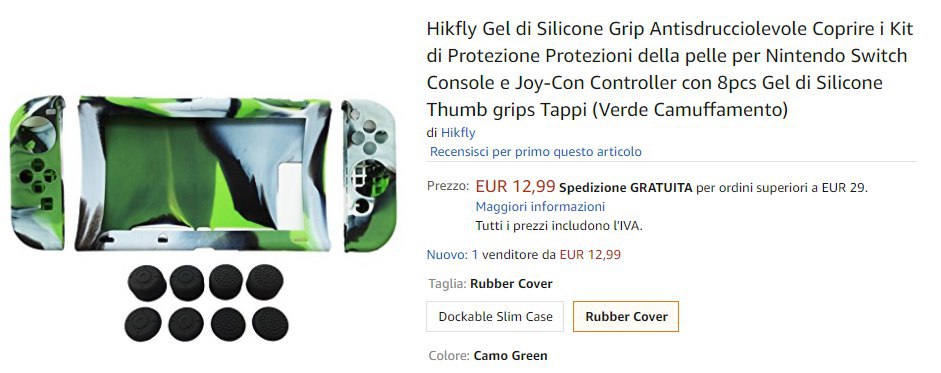 Hikfly Gel di Silicone Grip Antisdrucciolevole Coprire i Kit
di Protezione Protezioni della pelle per Nintendo Switch
Console e Joy-Con Controller con 8pcs Gel di Silicone
Thumb grips Tappi (Verde Camuffamento)
di Hikfly
Recensisci per primo questo articolo
Prezzo: EUR 12,99 Spedizione GRATUITA per ordini superiori a EUR 29.
Maggiori informazioni
Tutti i prezzi includono l'IVA.
Nuovo: 1 venditore da EUR 12,99
Taglia: Rubber Cover
Dockable Slim Case Rubber Cover
Colore: Camo Green